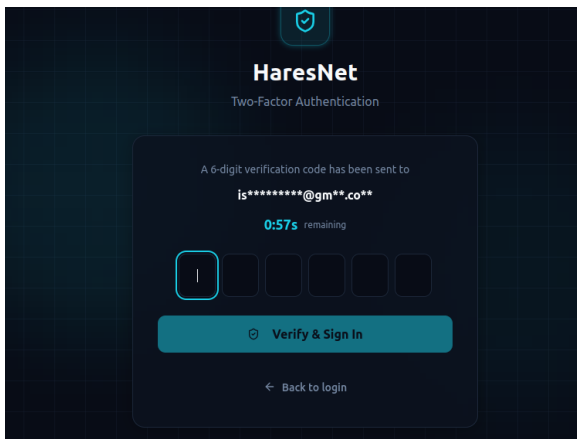 HaresNet
Two-Factor Authentication
A 6-digit verification code has been sent to
is*********@gm**.co**
0:57s remaining
Verify & Sign In
← Back to login